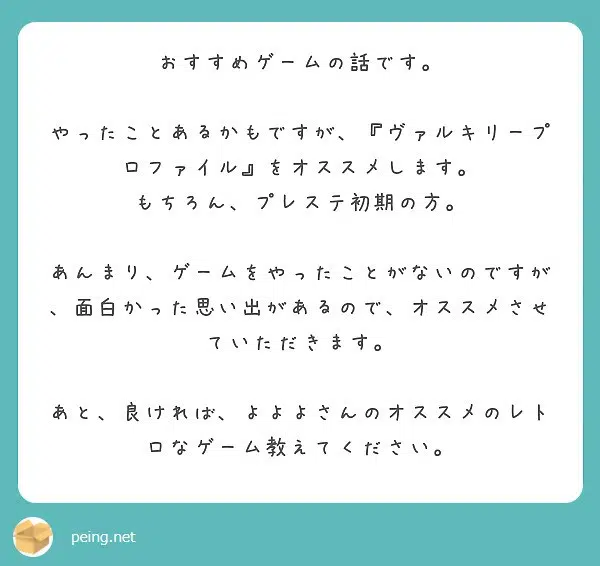 おすすめゲームの話です。
やったことあるかもですが、『ヴァルキリープ
ロファイル』をオススメします。
もちろん、プレステ初期の方。
あんまり、ゲームをやったことがないのですが
、面白かった思い出があるので、オススメさせ
ていただきます。
あと、良ければ、よよよさんのオススメのレト
ロなゲーム教えてください。
peing.net